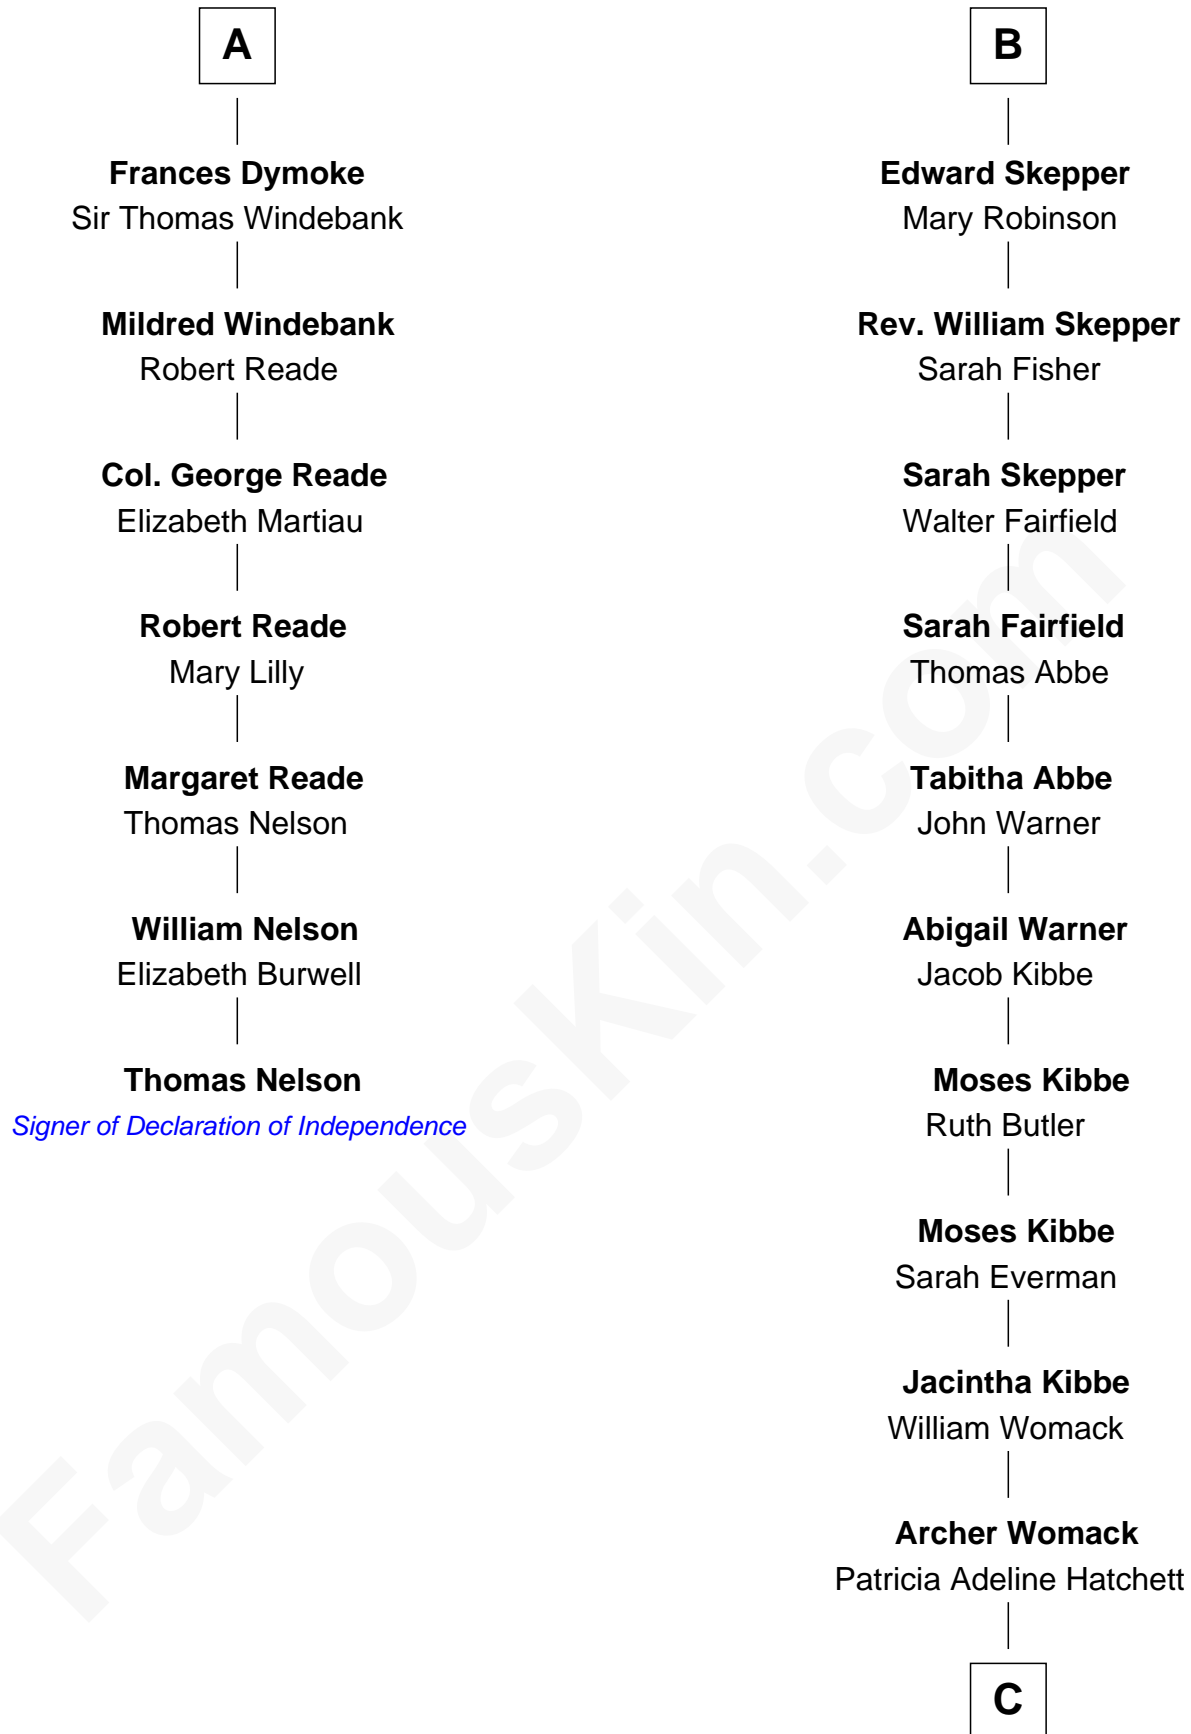 A
Frances Dymoke
Sir Thomas Windebank
Mildred Windebank
Robert Reade
Col. George Reade
Elizabeth Martiau
Robert Reade
Mary Lilly
Margaret Reade
Thomas Nelson
William Nelson
Elizabeth Burwell
Thomas Nelson
Signer of Declaration of Independence
B
Edward Skepper
Mary Robinson
Rev. William Skepper
Sarah Fisher
Sarah Skepper
Walter Fairfield
Sarah Fairfield
Thomas Abbe
Tabitha Abbe
John Warner
Abigail Warner
Jacob Kibbe
Moses Kibbe
Ruth Butler
Moses Kibbe
Sarah Everman
Jacintha Kibbe
William Womack
Archer Womack
Patricia Adeline Hatchett
C
FamousKin.com